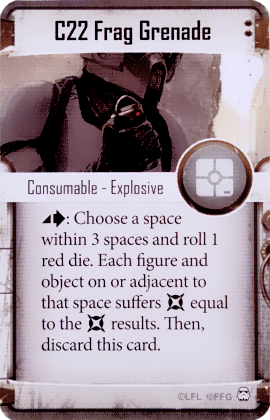 C22 Frag Grenade
Consumable - Explosive
: Choose a space
within 3 spaces and roll 1
red die. Each figure and
object on or adjacent to
that space suffers equal
to the results. Then,
discard this card.
©LFL ©FFG